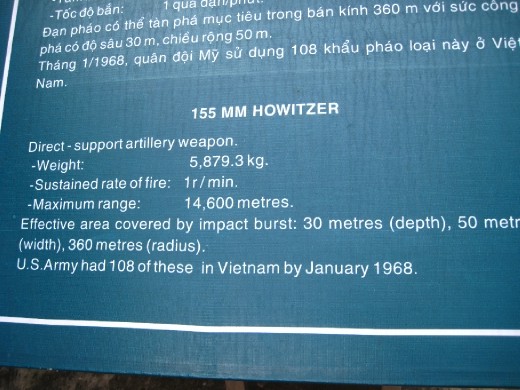 -Tốc độ bắn: 1 quả đạn/phút.
Đạn pháo có thể tàn phá mục tiêu trong bán kính 360 m với sức công
phá có độ sâu 30 m, chiều rộng 50 m.
Tháng 1/1968, quân đội Mỹ sử dụng 108 khẩu pháo loại này ở Việt
Nam.
155 MM HOWITZER
Direct - support artillery weapon.
-Weight: 5,879.3 kg.
-Sustained rate of fire: 1r / min.
-Maximum range: 14,600 metres.
Effective area covered by impact burst: 30 metres (depth), 50 metr
(width), 360 metres (radius).
U.S.Army had 108 of these in Vietnam by January 1968.